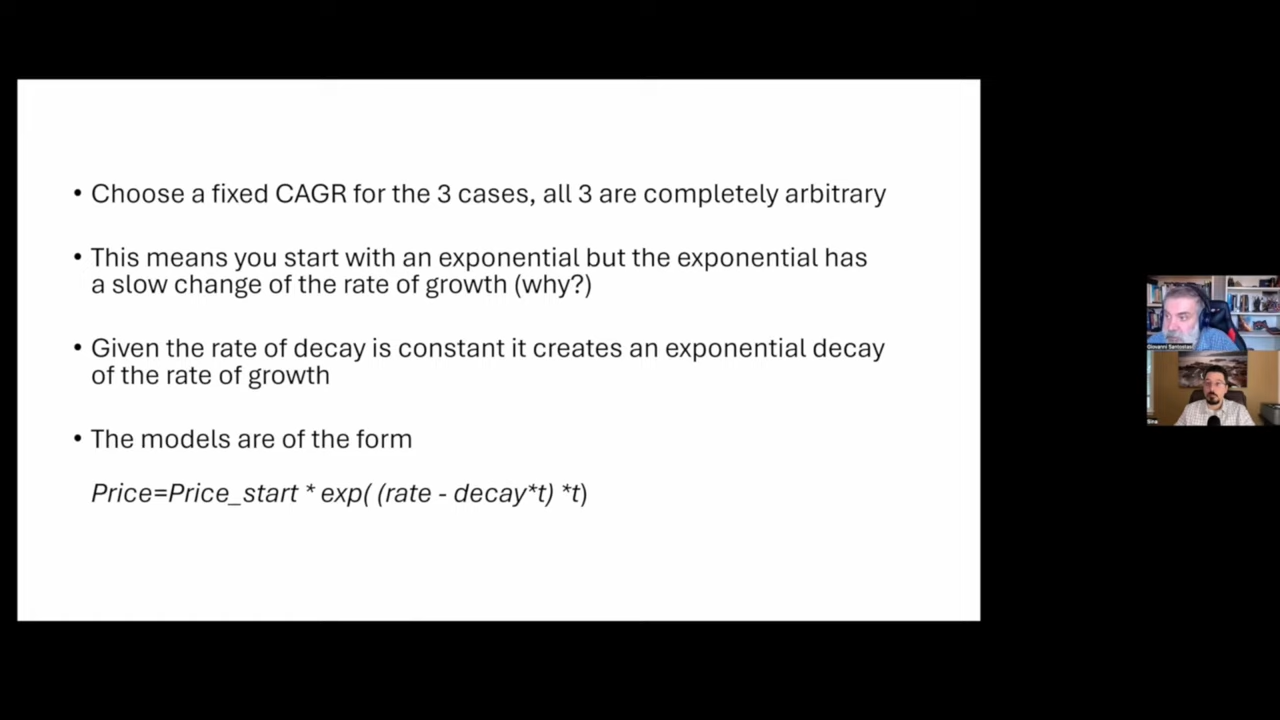 • Choose a fixed CAGR for the 3 cases, all 3 are completely arbitrary
• This means you start with an exponential but the exponential has
a slow change of the rate of growth (why?)
• Given the rate of decay is constant it creates an exponential decay
of the rate of growth
• The models are of the form
Price=Price_start * exp( (rate - decay*t) *t)
Giovanni Santostasi